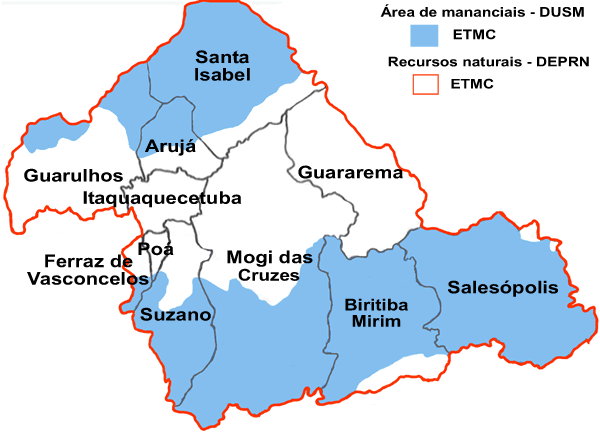 Área de mananciais - DUSM
ETMC
Recursos naturais - DEPRN
ETMC
Santa
Isabel
Arujá
Guarulhos
Guararema
Itaquaquecetuba
Poá
Ferraz de
Vasconcelos
Mogi das
Cruzes
Suzano
Biritiba
Mirim
Salesópolis